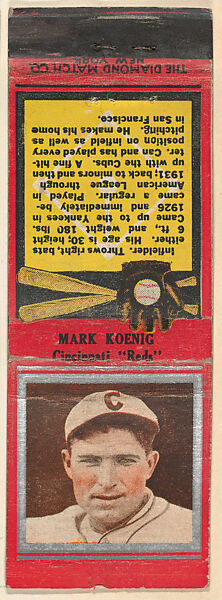 THE DIAMOND MATCH CO.
NEW YORK
Infielder. Throws right, bats
either. His age is 30, height
6 ft., and weight 180 lbs.
Came up to the Yankees in
1926 and immediately be-
came a regular. Played in
American League through
1931, back to minors and then
up with the Cubs. A fine hit-
ter. Can and has played every
position on infield as well as
pitching. He makes his home
in San Francisco.
MARK KOENIG
Cincinnati "Reds"
C